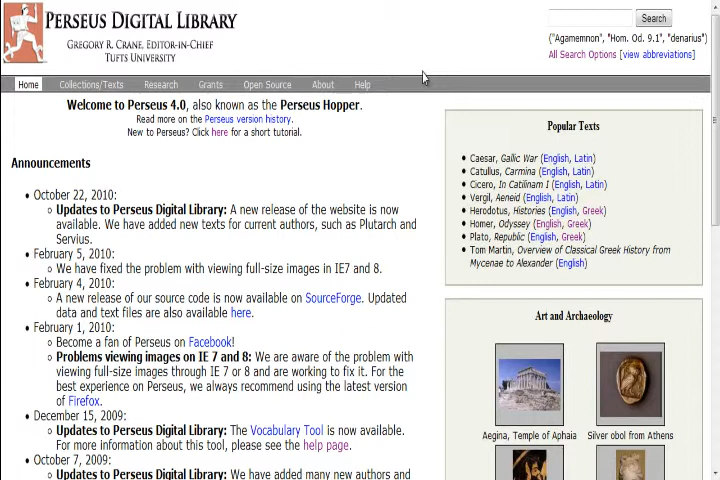 PERSEUS DIGITAL LIBRARY
GREGORY R. CRANE, EDITOR-IN-CHIEF
TUFTS UNIVERSITY
Search
("Agamemnon", "Hom. Od. 9.1", "denarius")
All Search Options [view abbreviations]
Home Collections/Texts Research Grants Open Source About Help
Welcome to Perseus 4.0, also known as the Perseus Hopper.
Read more on the Perseus version history.
New to Perseus? Click here for a short tutorial.
Announcements
October 22, 2010:
Updates to Perseus Digital Library: A new release of the website is now
available. We have added new texts for current authors, such as Plutarch and
Servius.
February 5, 2010:
We have fixed the problem with viewing full-size images in IE7 and 8.
February 4, 2010:
A new release of our source code is now available on SourceForge. Updated
data and text files are also available here.
February 1, 2010:
Become a fan of Perseus on Facebook!
Problems viewing images on IE 7 and 8: We are aware of the problem with
viewing full-size images through IE 7 or 8 and are working to fix it. For the
best experience on Perseus, we always recommend using the latest version
of Firefox.
December 15, 2009:
Updates to Perseus Digital Library: The Vocabulary Tool is now available.
For more information about this tool, please see the help page.
October 7, 2009:
Updates to Perseus Digital Library: We have added many new authors and
Popular Texts
Caesar, Gallic War (English, Latin)
Catullus, Carmina (English, Latin)
Cicero, In Catilinam I (English, Latin)
Vergil, Aeneid (English, Latin)
Herodotus, Histories (English, Greek)
Homer, Odyssey (English, Greek)
Plato, Republic (English, Greek)
Tom Martin, Overview of Classical Greek History from
Mycenae to Alexander (English)
Art and Archaeology
Aegina, Temple of Aphaia
Silver obol from Athens